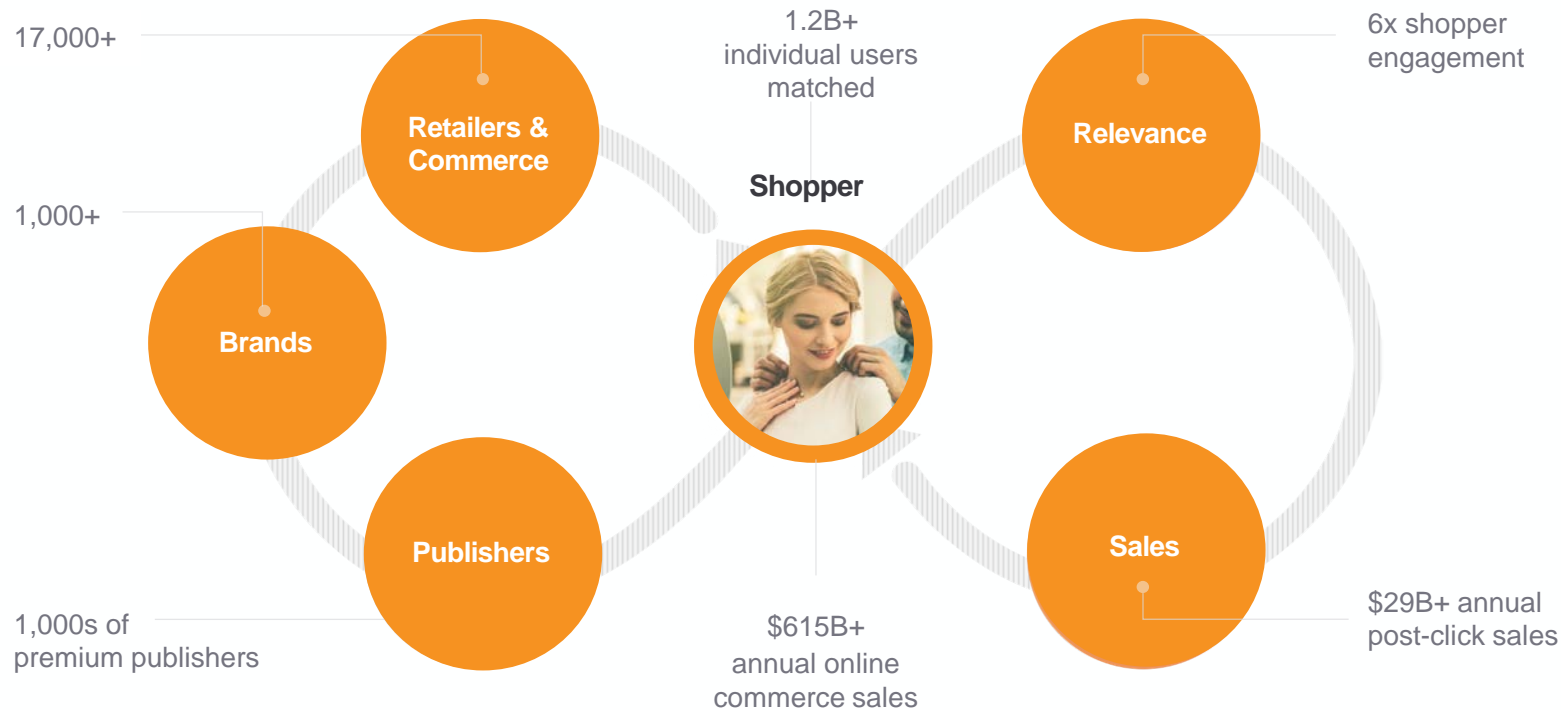 17,000+
Retailers &
Commerce
1,000+
Brands
Publishers
1,000s of
premium publishers
1.2B+
individual users
matched
Shopper
$615B+
annual online
commerce sales
6x shopper
engagement
Relevance
Sales
$29B+ annual
post-click sales